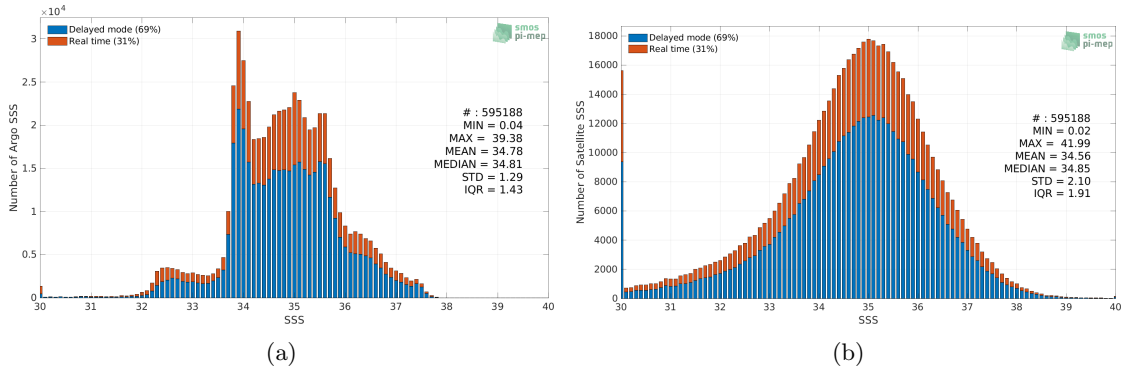 ×10⁴
Delayed mode (69%)
Real time (31%)
smos
pi-mep
3
2.5
2
1.5
1
0.5
0
Number of Argo SSS
# : 595188
MIN = 0.04
MAX = 39.38
MEAN = 34.78
MEDIAN = 34.81
STD = 1.29
IQR = 1.43
30 31 32 33 34 35 36 37 38 39 40
SSS
(a)
Delayed mode (69%)
Real time (31%)
smos
pi-mep
18000
16000
14000
12000
10000
8000
6000
4000
2000
0
Number of Satellite SSS
# : 595188
MIN = 0.02
MAX = 41.99
MEAN = 34.56
MEDIAN = 34.85
STD = 2.10
IQR = 1.91
30 31 32 33 34 35 36 37 38 39 40
SSS
(b)